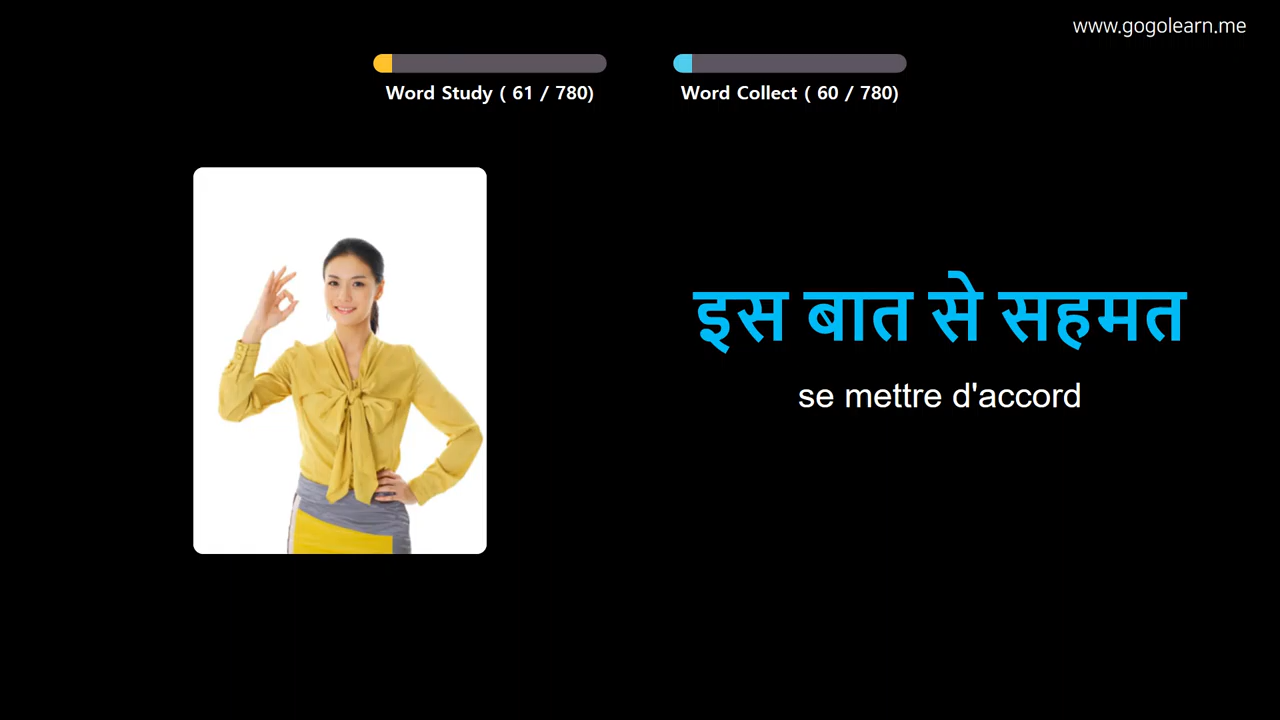 www.gogolearn.me
Word Study ( 61 / 780)
Word Collect ( 60 / 780)
इस बात से सहमत
se mettre d'accord